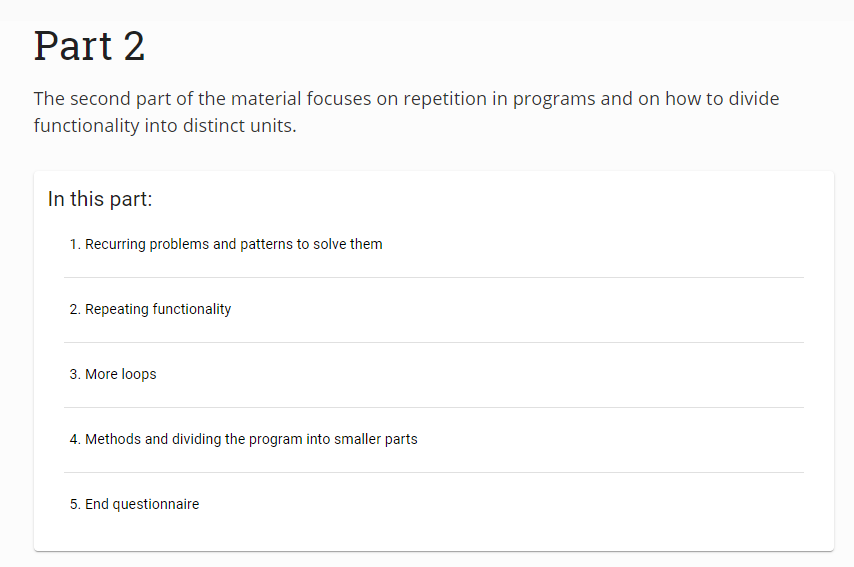 Part 2
The second part of the material focuses on repetition in programs and on how to divide
functionality into distinct units.
In this part:
1. Recurring problems and patterns to solve them
2. Repeating functionality
3. More loops
4. Methods and dividing the program into smaller parts
5. End questionnaire